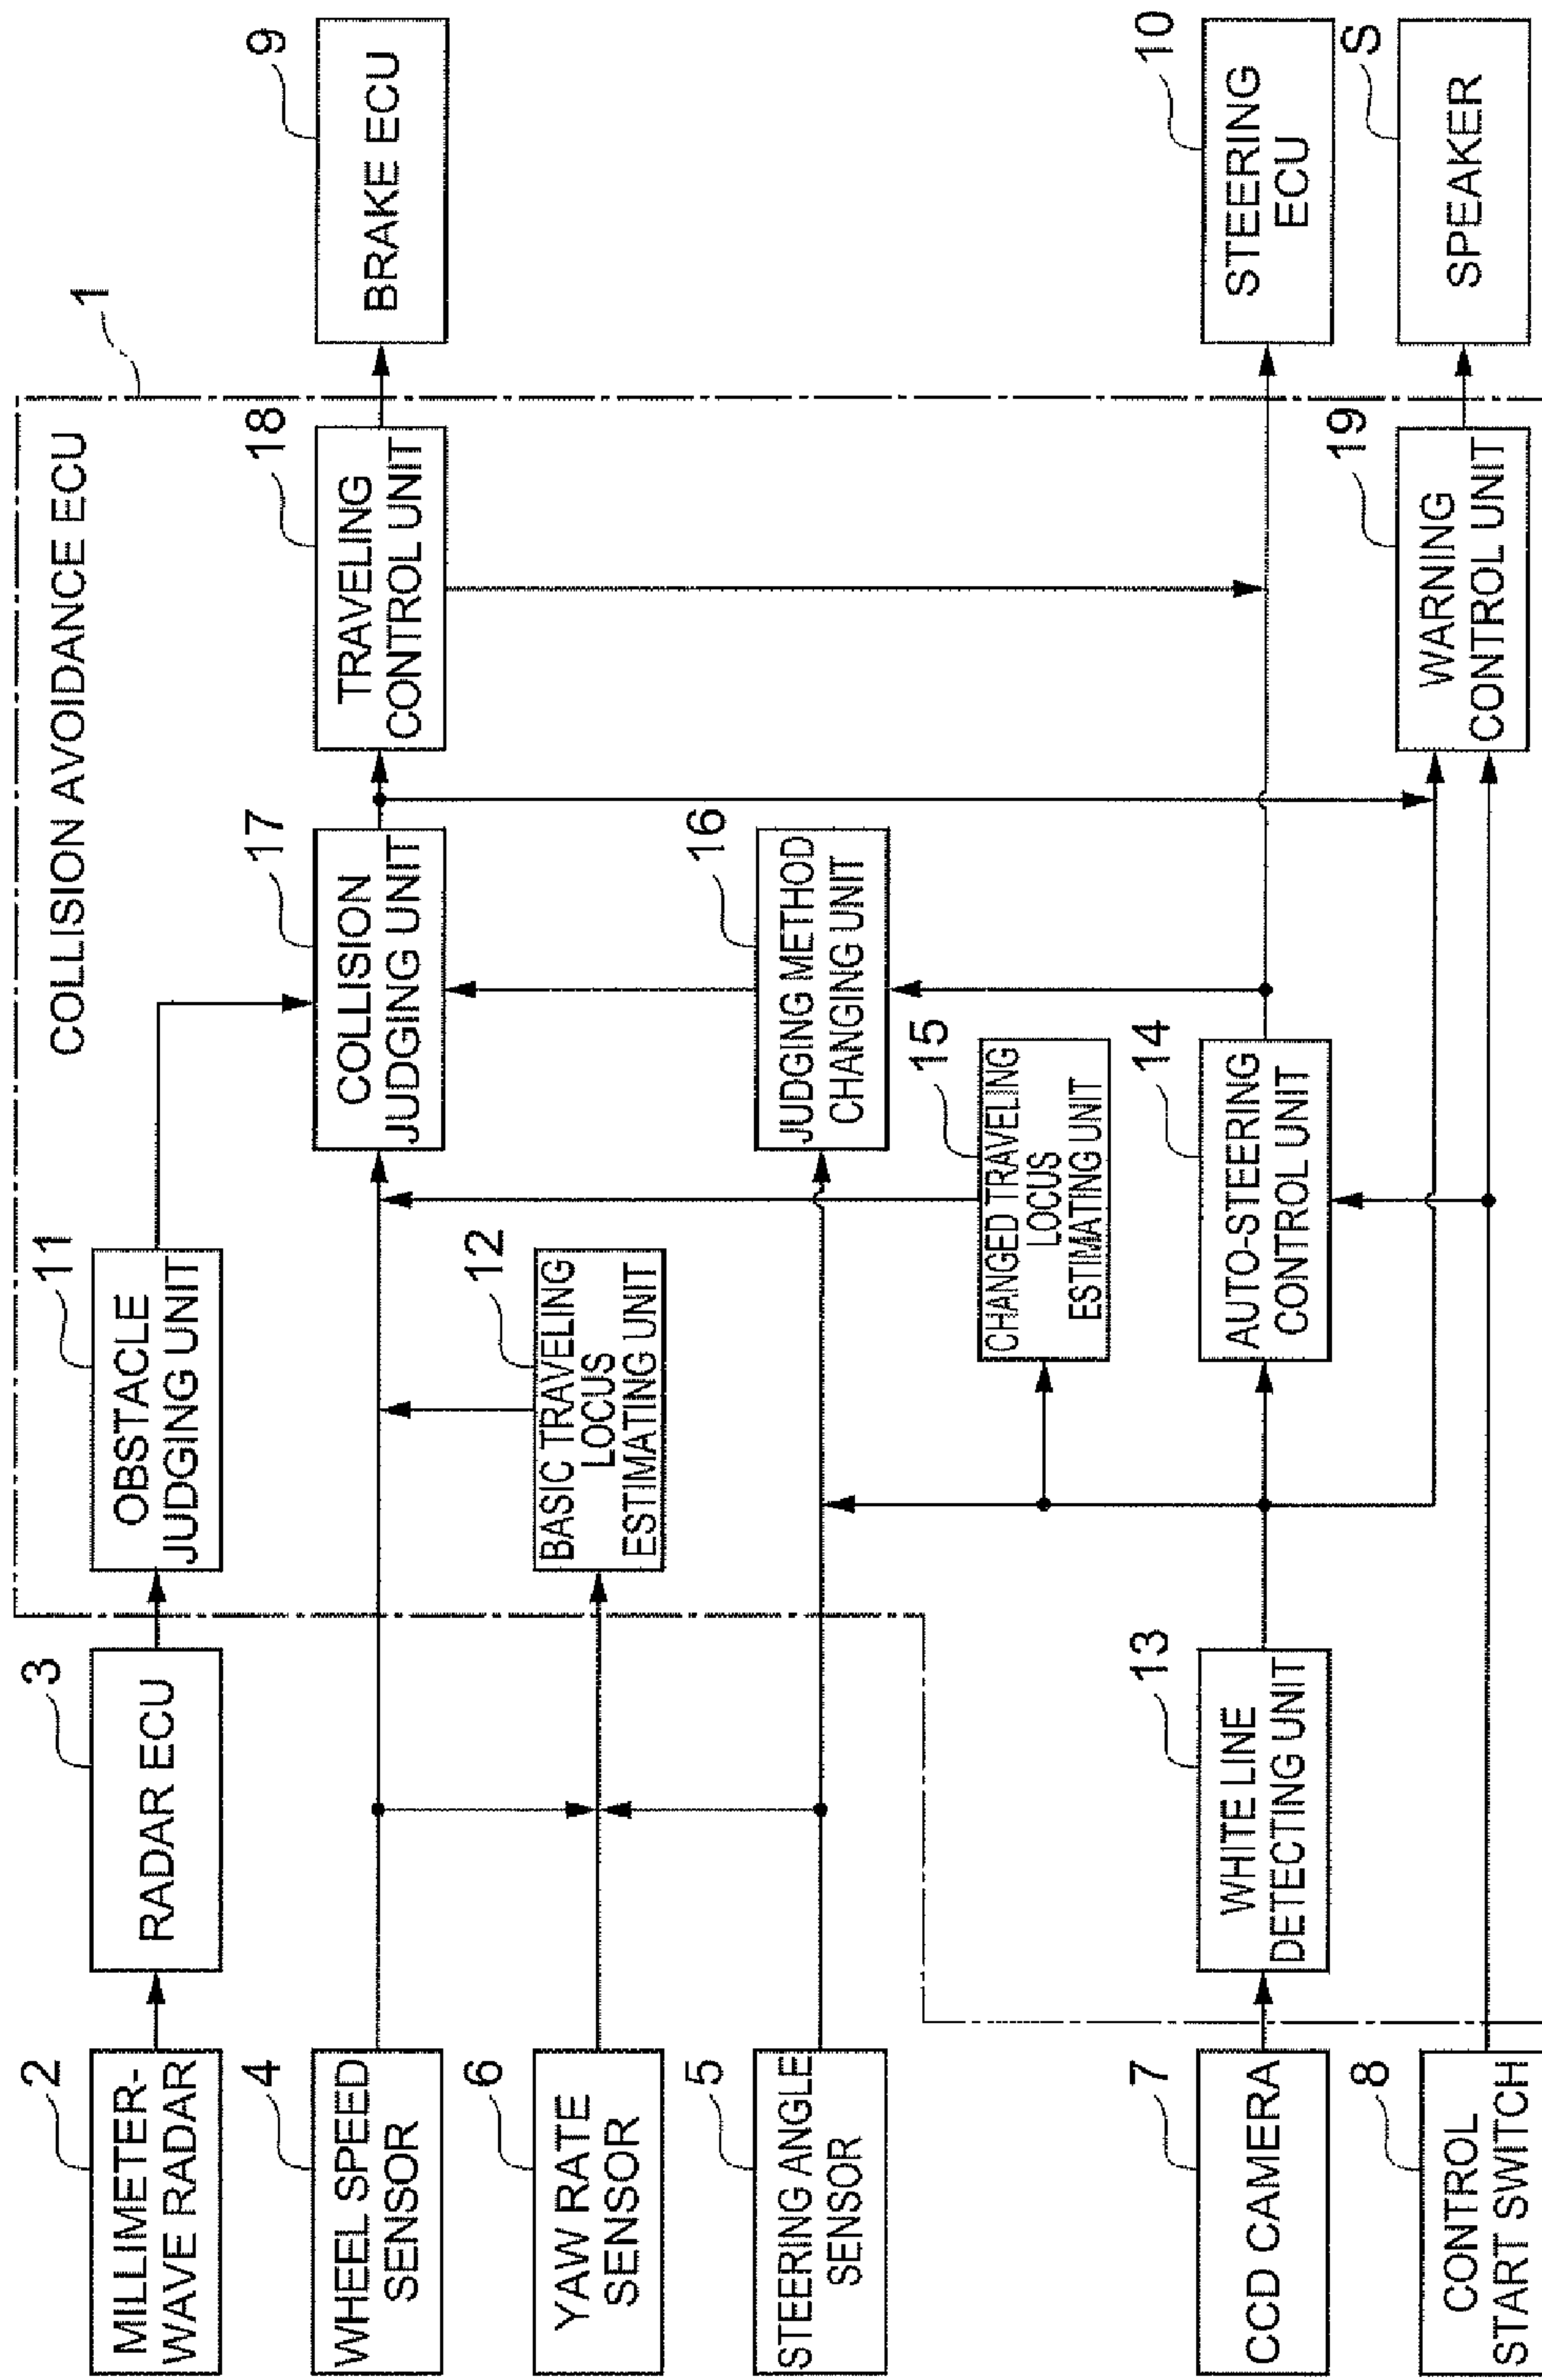 COLLISION AVOIDANCE ECU
1
2
MILLIMETER-
WAVE RADAR
3
RADAR ECU
11
OBSTACLE
JUDGING UNIT
4
WHEEL SPEED
SENSOR
17
COLLISION
JUDGING UNIT
18
TRAVELING
CONTROL UNIT
9
BRAKE ECU
6
YAW RATE
SENSOR
12
BASIC TRAVELING
LOCUS
ESTIMATING UNIT
5
STEERING ANGLE
SENSOR
16
JUDGING METHOD
CHANGING UNIT
15
CHANGED TRAVELING
LOCUS
ESTIMATING UNIT
7
CCD CAMERA
13
WHITE LINE
DETECTING UNIT
14
AUTO-STEERING
CONTROL UNIT
10
STEERING
ECU
8
CONTROL
START SWITCH
19
WARNING
CONTROL UNIT
S
SPEAKER